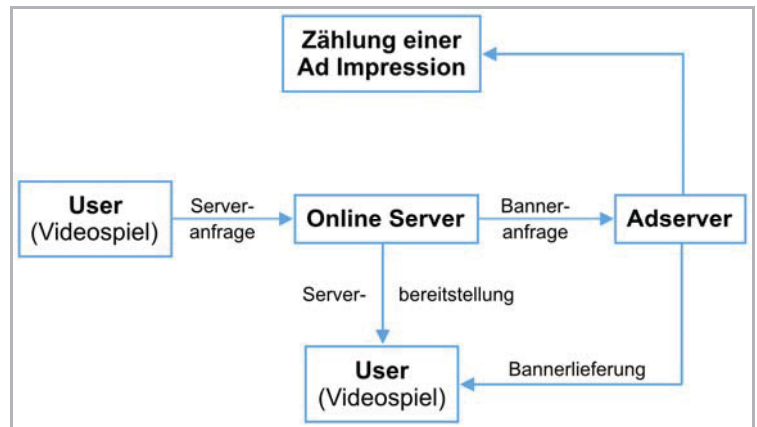 Zählung einer
Ad Impression
User
(Videospiel)
Server-
anfrage
Online Server
Banner-
anfrage
Adserver
Server- bereitstellung
User
(Videospiel)
Bannerlieferung